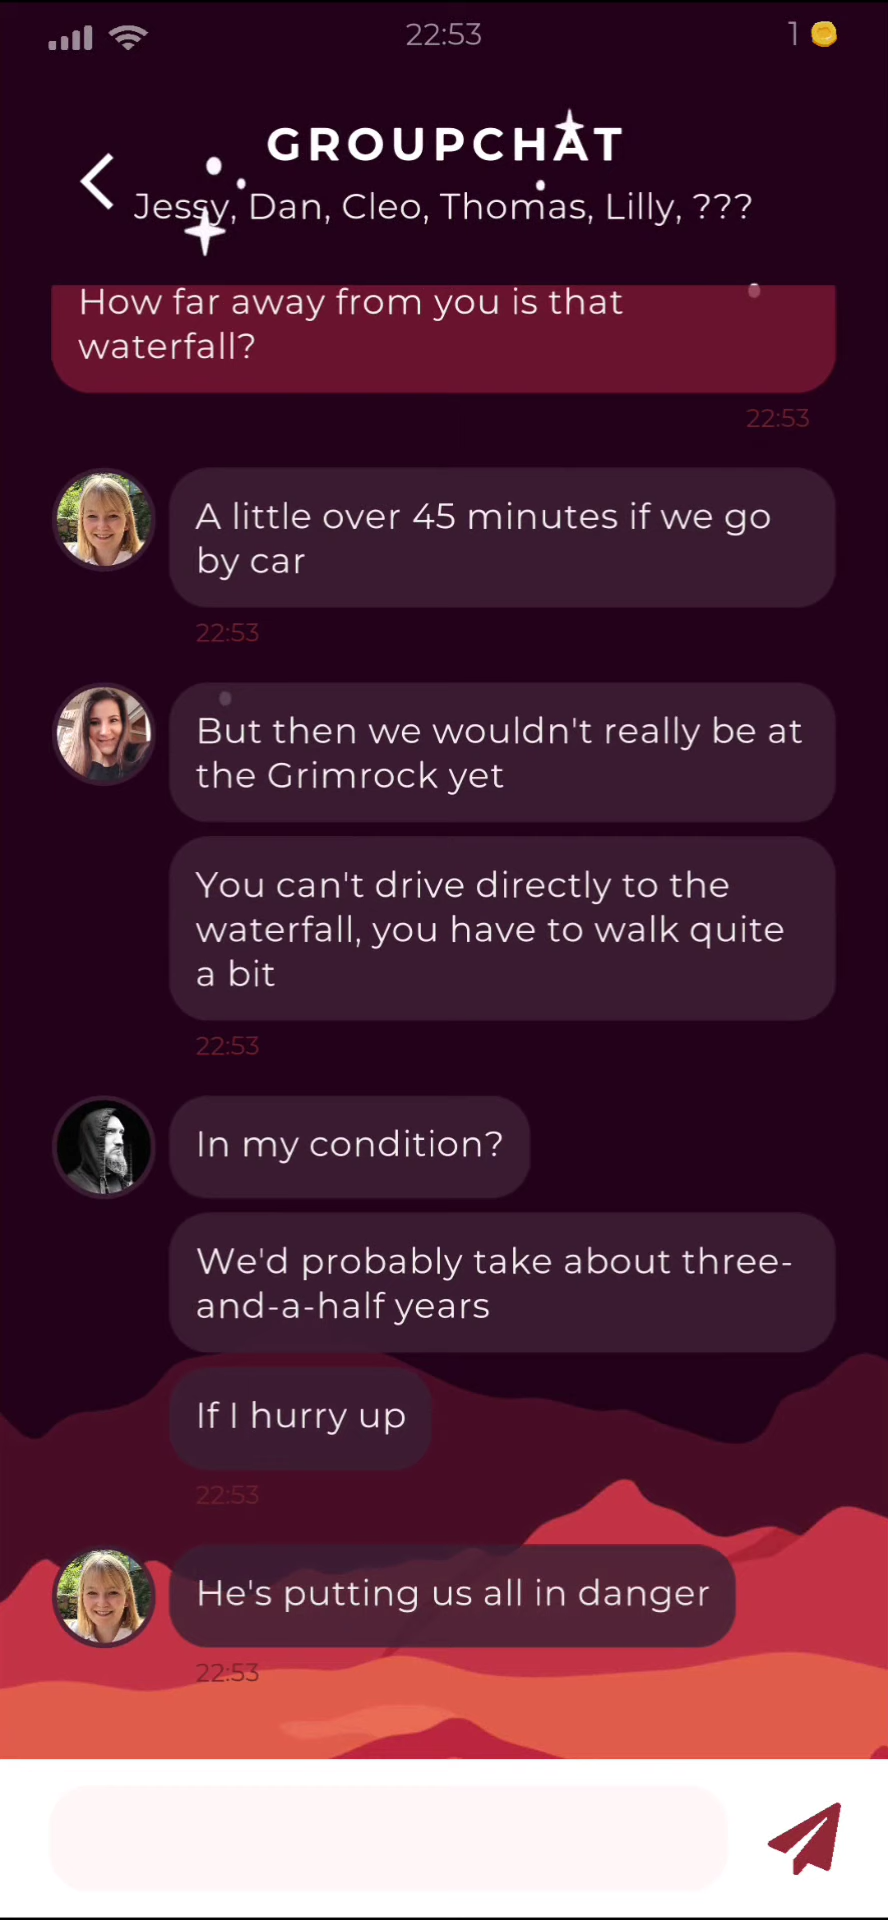 22:53
1
GROUPCHAT
Jessy, Dan, Cleo, Thomas, Lilly, ???
How far away from you is that
waterfall?
22:53
A little over 45 minutes if we go
by car
22:53
But then we wouldn't really be at
the Grimrock yet
You can't drive directly to the
waterfall, you have to walk quite
a bit
22:53
In my condition?
We'd probably take about three-
and-a-half years
If I hurry up
22:53
He's putting us all in danger
22:53